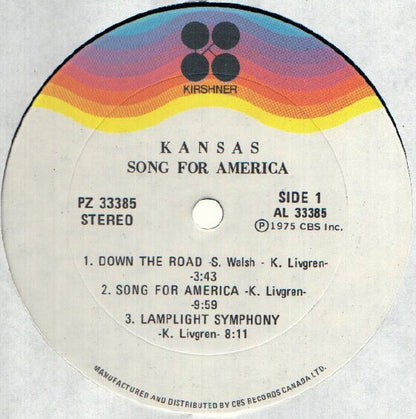 KIRSHNER
KANSAS
SONG FOR AMERICA
PZ 33385
STEREO
SIDE 1
AL 33385
Ⓟ1975 CBS Inc.
1. DOWN THE ROAD -S. Walsh - K. Livgren-
-3:43
2. SONG FOR AMERICA -K. Livgren-
-9:59
3. LAMPLIGHT SYMPHONY
-K. Livgren- 8:11
MANUFACTURED AND DISTRIBUTED BY CBS RECORDS CANADA LTD.